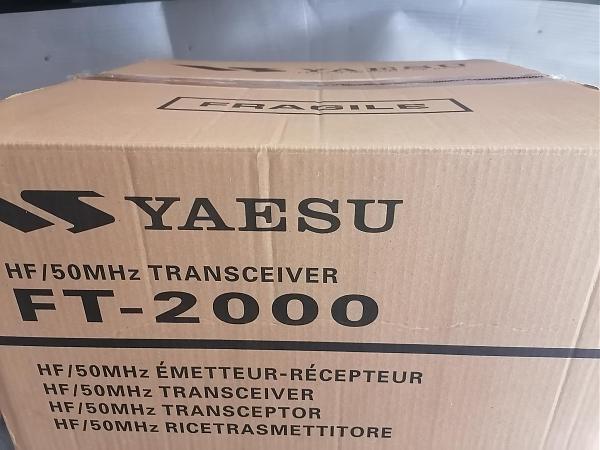 YAESU
FRAGILE
YAESU
HF/50MHz TRANSCEIVER
FT-2000
HF/50MHz ÉMETTEUR-RÉCEPTEUR
HF/50MHz TRANSCEIVER
HF/50MHz TRANSCEPTOR
HF/50MHz RICETRASMETTITORE